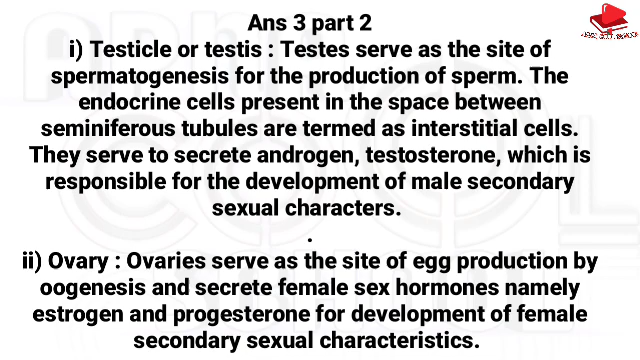 Ans 3 part 2
i) Testicle or testis : Testes serve as the site of
spermatogenesis for the production of sperm. The
endocrine cells present in the space between
seminiferous tubules are termed as interstitial cells.
They serve to secrete androgen, testosterone, which is
responsible for the development of male secondary
sexual characters.
.
ii) Ovary : Ovaries serve as the site of egg production by
oogenesis and secrete female sex hormones namely
estrogen and progesterone for development of female
secondary sexual characteristics.